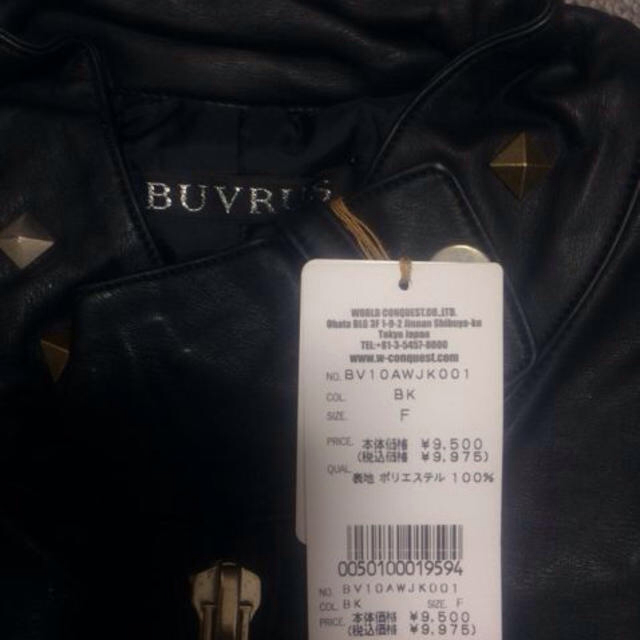 BUVRUS
WORLD CONQUEST.CO.,LTD.
Ohata BLG 3F 1-9-2 Jinnan Shibuya-ku
Tokyo Japan
TEL:+81-3-5457-0800
www.w-conquest.com
NO. BV10AWJK001
COL. BK
SIZE. F
PRICE. 本体価格 ¥9,500
(税込価格 ¥9,975)
QUAL. 表地 ポリエステル 100%
0050100019594
NO. BV10AWJK001
COL. BK SIZE. F
PRICE. 本体価格 ¥9,500
(税込価格 ¥9,975)